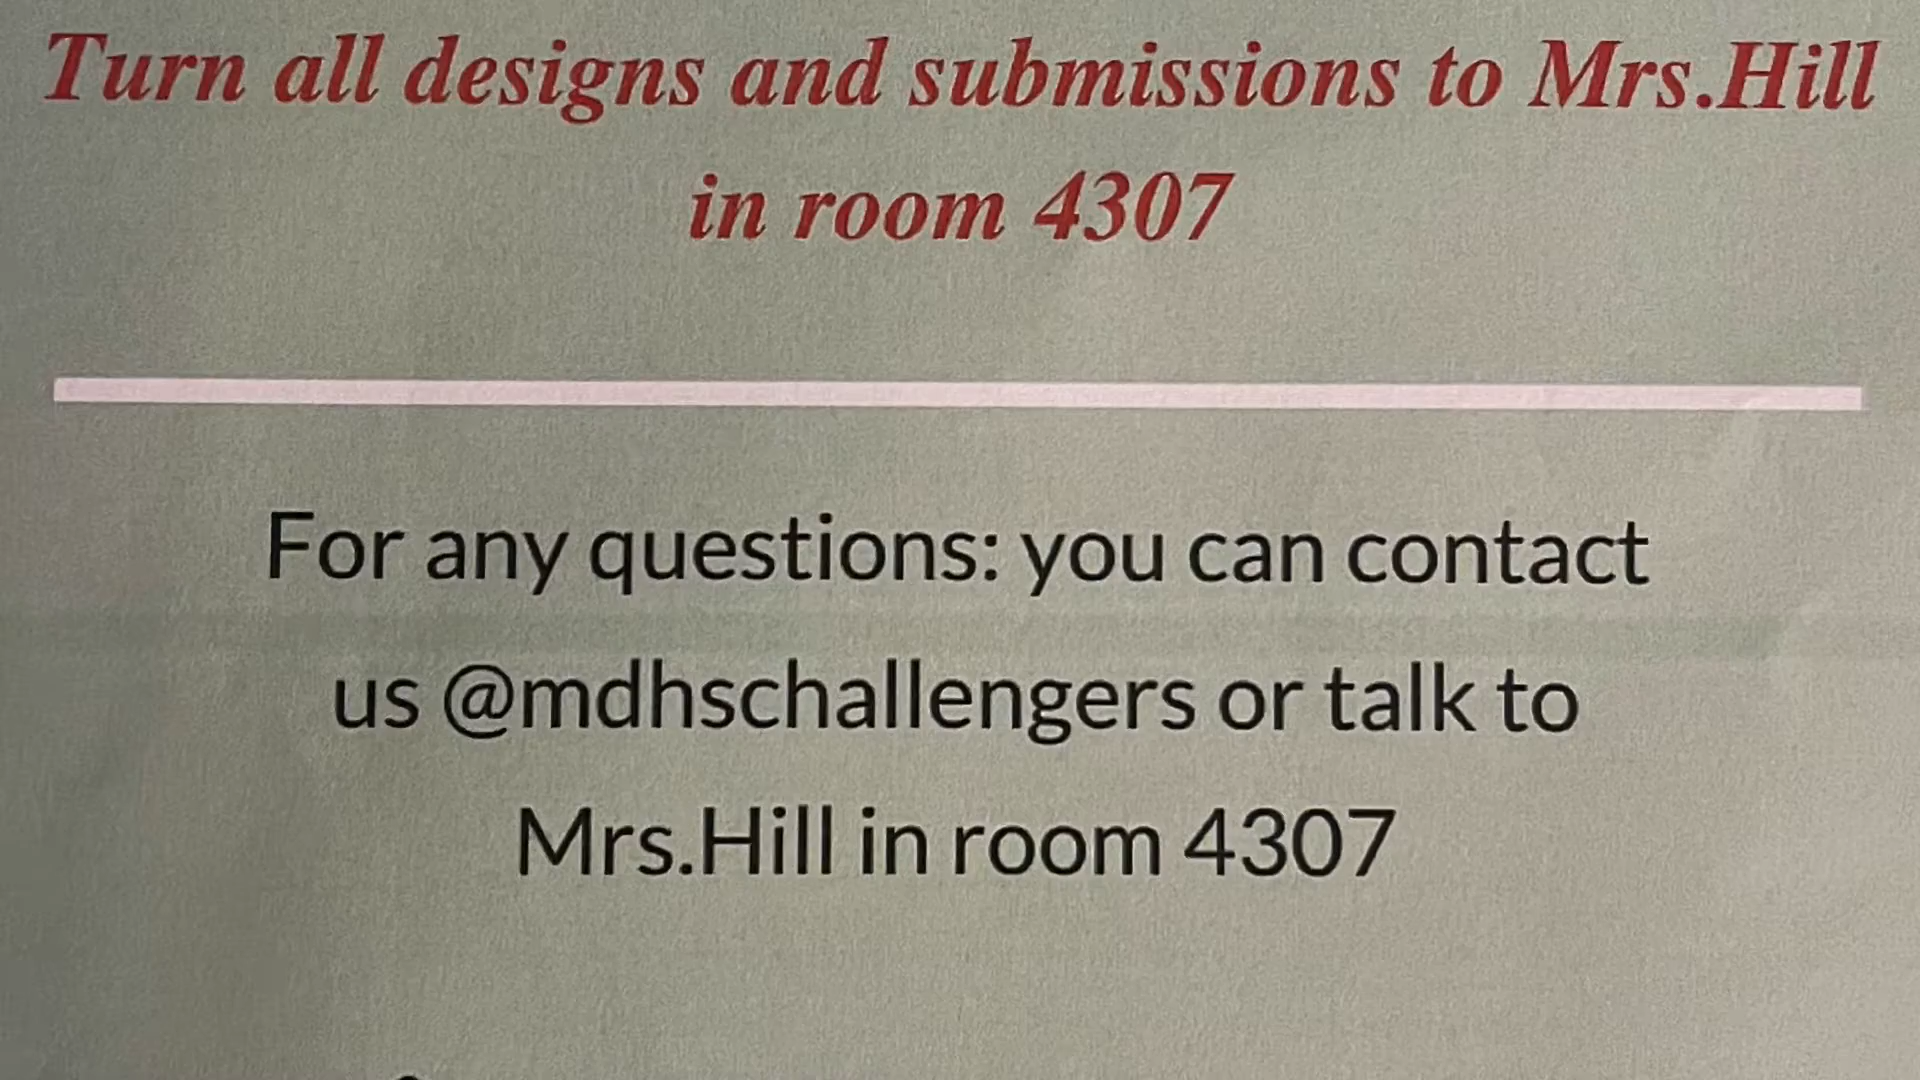 Turn all designs and submissions to Mrs.Hill
in room 4307
For any questions: you can contact
us @mdhschallengers or talk to
Mrs.Hill in room 4307